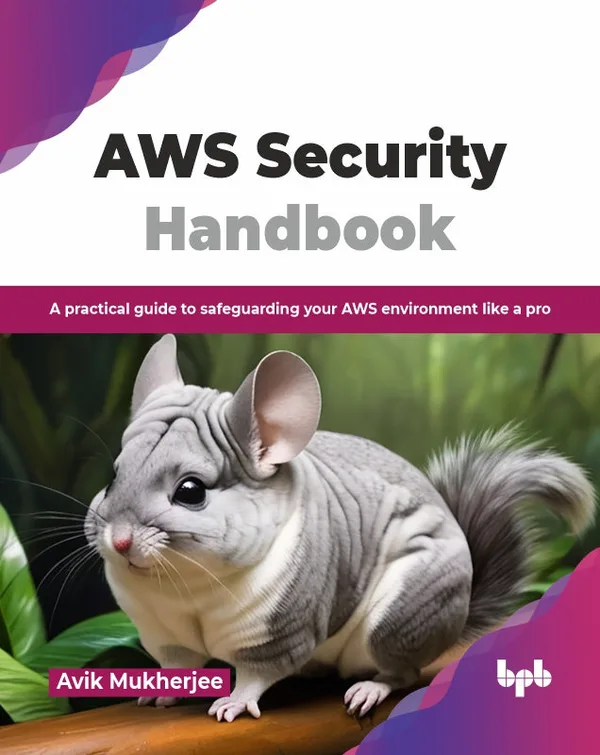 AWS Security
Handbook
A practical guide to safeguarding your AWS environment like a pro
Avik Mukherjee
bpb